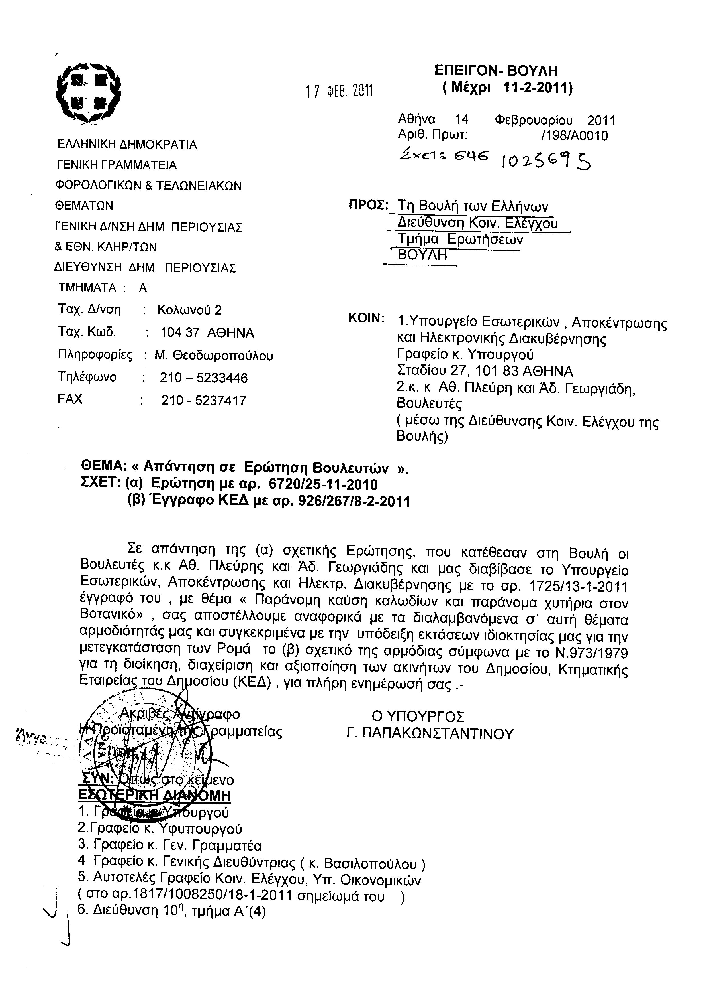 ΕΠΕΙΓΟΝ- ΒΟΥΛΗ
( Μέχρι 11-2-2011)
17 ΦΕΒ. 2011
Αθήνα 14 Φεβρουαρίου 2011
Αριθ. Πρωτ: /198/Α0010
Σχετ: 646 1025695
ΕΛΛΗΝΙΚΗ ΔΗΜΟΚΡΑΤΙΑ
ΓΕΝΙΚΗ ΓΡΑΜΜΑΤΕΙΑ
ΦΟΡΟΛΟΓΙΚΩΝ & ΤΕΛΩΝΕΙΑΚΩΝ
ΘΕΜΑΤΩΝ
ΓΕΝΙΚΗ Δ/ΝΣΗ ΔΗΜ ΠΕΡΙΟΥΣΙΑΣ
& ΕΘΝ. ΚΛΗΡ/ΤΩΝ
ΔΙΕΥΘΥΝΣΗ ΔΗΜ. ΠΕΡΙΟΥΣΙΑΣ
ΤΜΗΜΑΤΑ : Α'
Ταχ. Δ/νση : Κολωνού 2
Ταχ. Κωδ. : 104 37 ΑΘΗΝΑ
Πληροφορίες : Μ. Θεοδωροπούλου
Τηλέφωνο : 210 – 5233446
FAX : 210 - 5237417
ΠΡΟΣ: Τη Βουλή των Ελλήνων
Διεύθυνση Κοιν. Ελέγχου
Τμήμα Ερωτήσεων
ΒΟΥΛΗ
ΚΟΙΝ: 1.Υπουργείο Εσωτερικών , Αποκέντρωσης
και Ηλεκτρονικής Διακυβέρνησης
Γραφείο κ. Υπουργού
Σταδίου 27, 101 83 ΑΘΗΝΑ
2.κ. κ Αθ. Πλεύρη και Άδ. Γεωργιάδη,
Βουλευτές
( μέσω της Διεύθυνσης Κοιν. Ελέγχου της
Βουλής)
ΘΕΜΑ: « Απάντηση σε Ερώτηση Βουλευτών ».
ΣΧΕΤ: (α) Ερώτηση με αρ. 6720/25-11-2010
(β) Έγγραφο ΚΕΔ με αρ. 926/267/8-2-2011
Σε απάντηση της (α) σχετικής Ερώτησης, που κατέθεσαν στη Βουλή οι
Βουλευτές κ.κ Αθ. Πλεύρης και Άδ. Γεωργιάδης και μας διαβίβασε το Υπουργείο
Εσωτερικών, Αποκέντρωσης και Ηλεκτρ. Διακυβέρνησης με το αρ. 1725/13-1-2011
έγγραφό του , με θέμα « Παράνομη καύση καλωδίων και παράνομα χυτήρια στον
Βοτανικό» , σας αποστέλλουμε αναφορικά με τα διαλαμβανόμενα σ΄ αυτή θέματα
αρμοδιότητάς μας και συγκεκριμένα με την υπόδειξη εκτάσεων ιδιοκτησίας μας για την
μετεγκατάσταση των Ρομά το (β) σχετικό της αρμόδιας σύμφωνα με το Ν.973/1979
για τη διοίκηση, διαχείριση και αξιοποίηση των ακινήτων του Δημοσίου, Κτηματικής
Εταιρείας του Δημοσίου (ΚΕΔ) , για πλήρη ενημέρωσή σας .-
Ακριβές Αντίγραφο
Η Προϊσταμένη της Γραμματείας
Ο ΥΠΟΥΡΓΟΣ
Γ. ΠΑΠΑΚΩΝΣΤΑΝΤΙΝΟΥ
ΣΥΝ: Όπως στο κείμενο
ΕΣΩΤΕΡΙΚΗ ΔΙΑΝΟΜΗ
1. Γραφείο κ. Υπουργού
2.Γραφείο κ. Υφυπουργού
3. Γραφείο κ. Γεν. Γραμματέα
4 Γραφείο κ. Γενικής Διευθύντριας ( κ. Βασιλοπούλου )
5. Αυτοτελές Γραφείο Κοιν. Ελέγχου, Υπ. Οικονομικών
( στο αρ.1817/1008250/18-1-2011 σημείωμά του )
6. Διεύθυνση 10η, τμήμα Α΄(4)